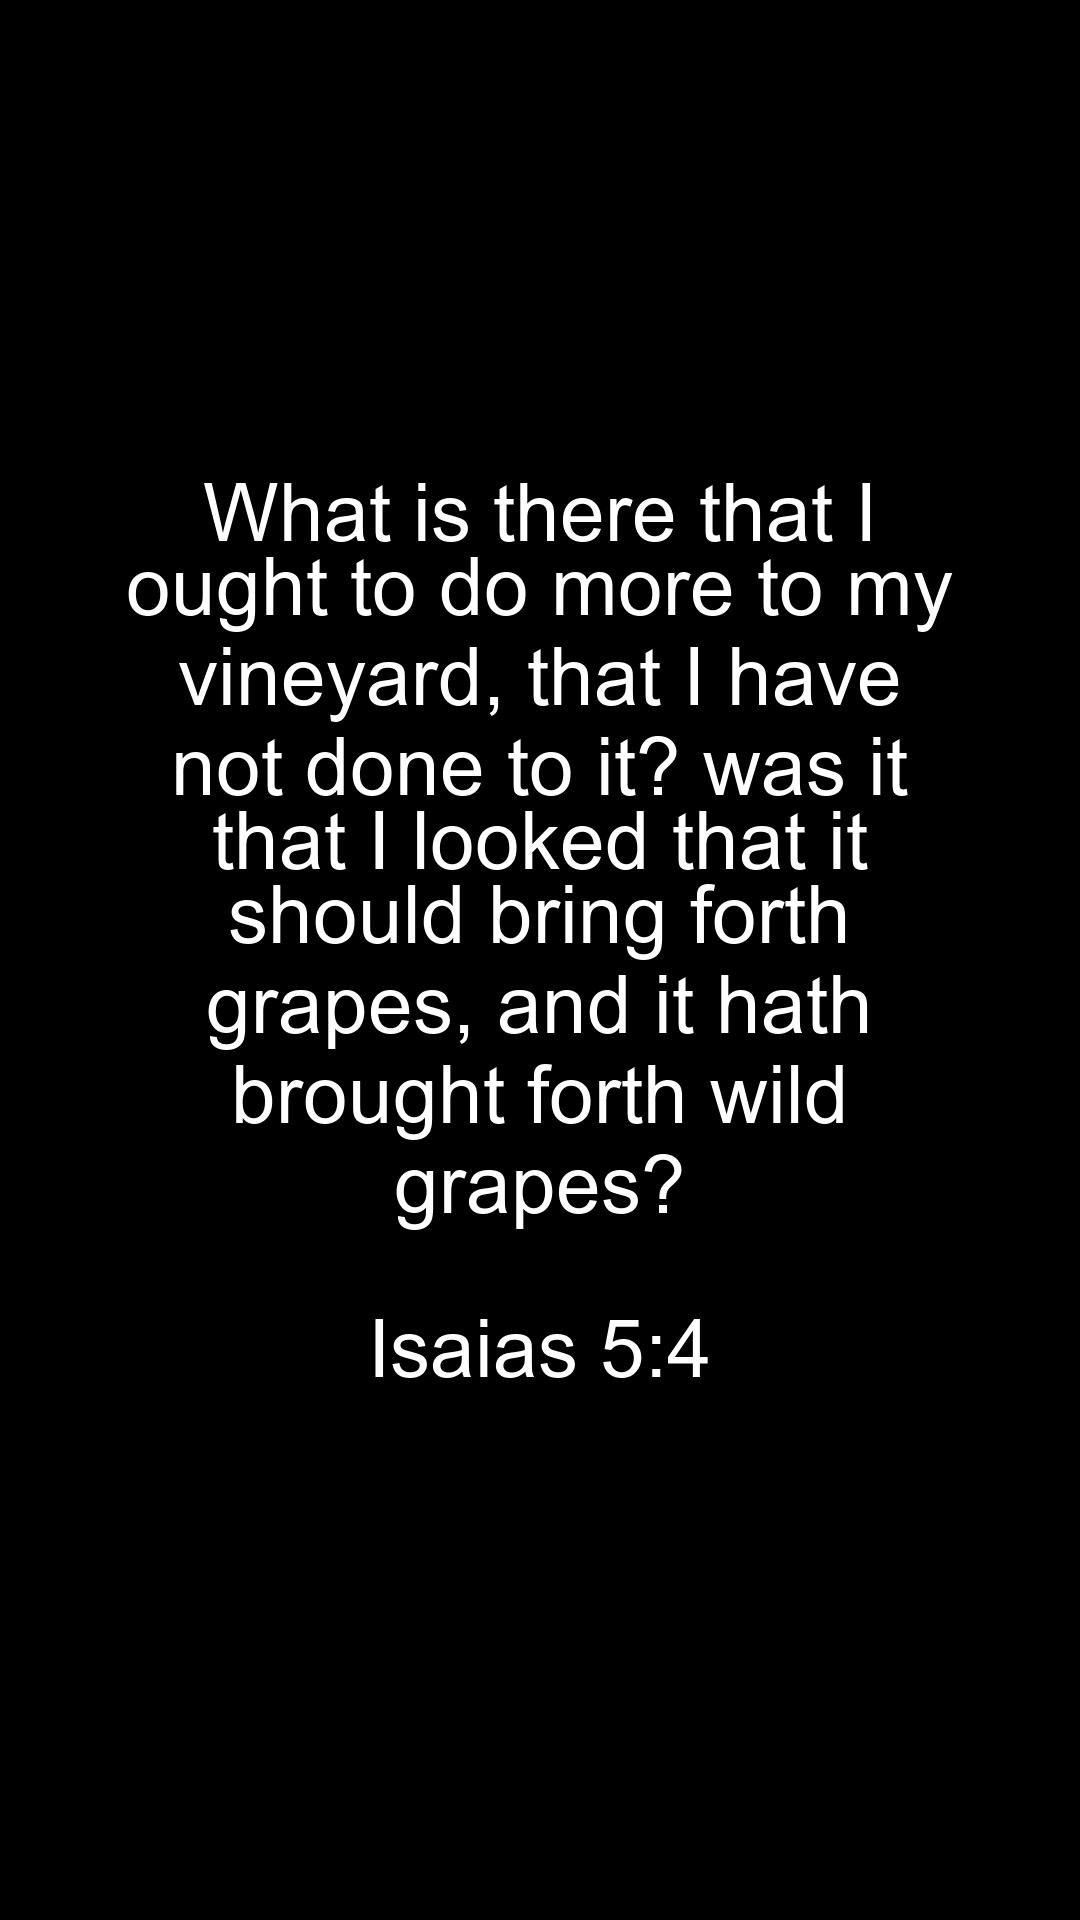 What is there that I
ought to do more to my
vineyard, that I have
not done to it? was it
that I looked that it
should bring forth
grapes, and it hath
brought forth wild
grapes?
Isaias 5:4